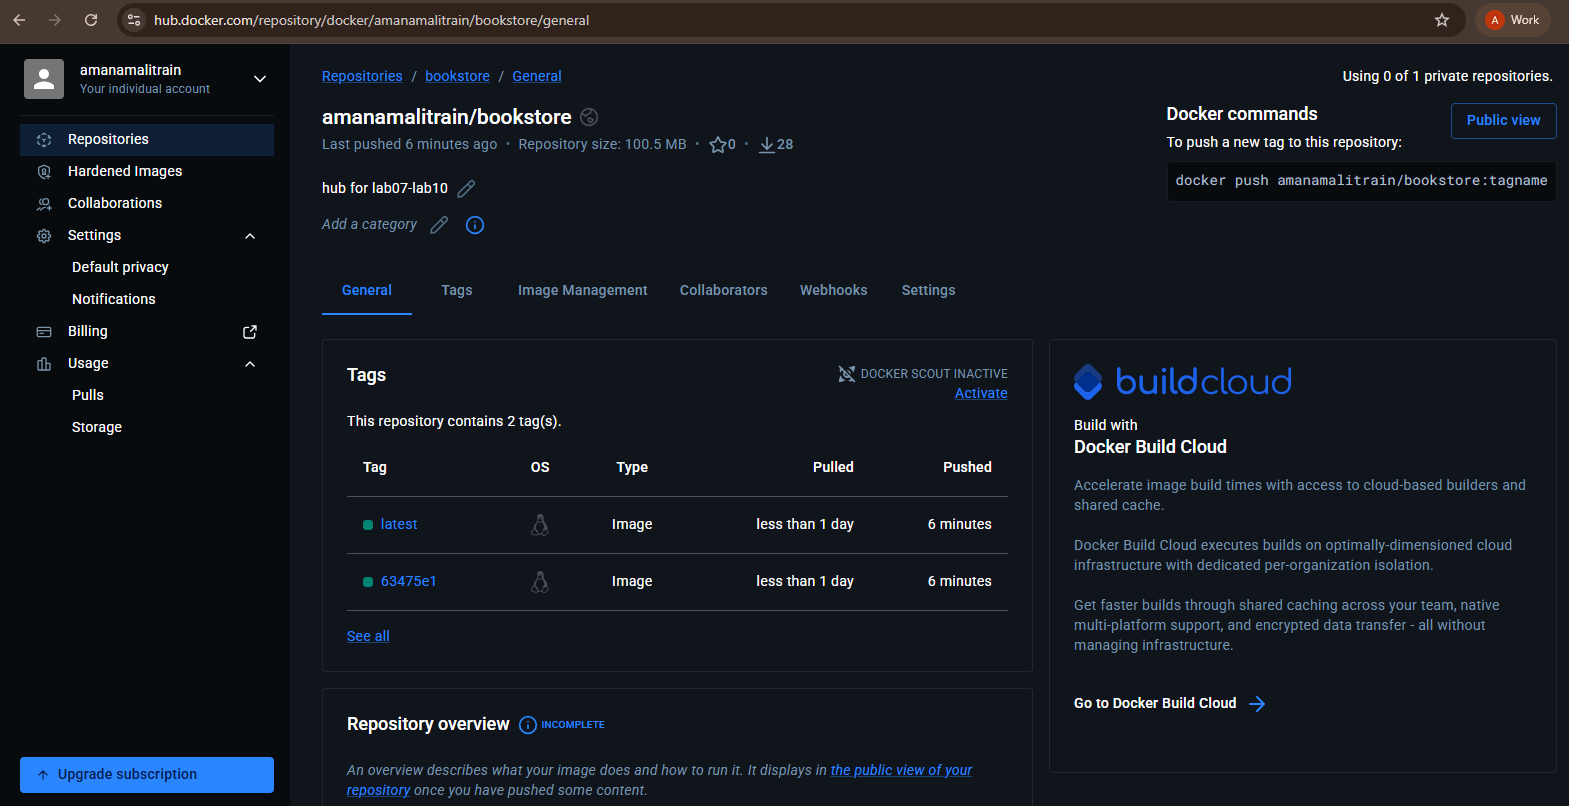 hub.docker.com/repository/docker/amanamalitrain/bookstore/general
A Work
amanamalitrain
Your individual account
Repositories
Hardened Images
Collaborations
Settings
Default privacy
Notifications
Billing
Usage
Pulls
Storage
Upgrade subscription
Repositories / bookstore / General
Using 0 of 1 private repositories.
amanamalitrain/bookstore
Last pushed 6 minutes ago • Repository size: 100.5 MB • 0 • 28
hub for lab07-lab10
Add a category
Docker commands
Public view
To push a new tag to this repository:
docker push amanamalitrain/bookstore:tagname
General Tags Image Management Collaborators Webhooks Settings
Tags
DOCKER SCOUT INACTIVE
Activate
This repository contains 2 tag(s).
Tag OS Type Pulled Pushed
latest Image less than 1 day 6 minutes
63475e1 Image less than 1 day 6 minutes
See all
Repository overview INCOMPLETE
An overview describes what your image does and how to run it. It displays in the public view of your
repository once you have pushed some content.
buildcloud
Build with
Docker Build Cloud
Accelerate image build times with access to cloud-based builders and
shared cache.
Docker Build Cloud executes builds on optimally-dimensioned cloud
infrastructure with dedicated per-organization isolation.
Get faster builds through shared caching across your team, native
multi-platform support, and encrypted data transfer - all without
managing infrastructure.
Go to Docker Build Cloud